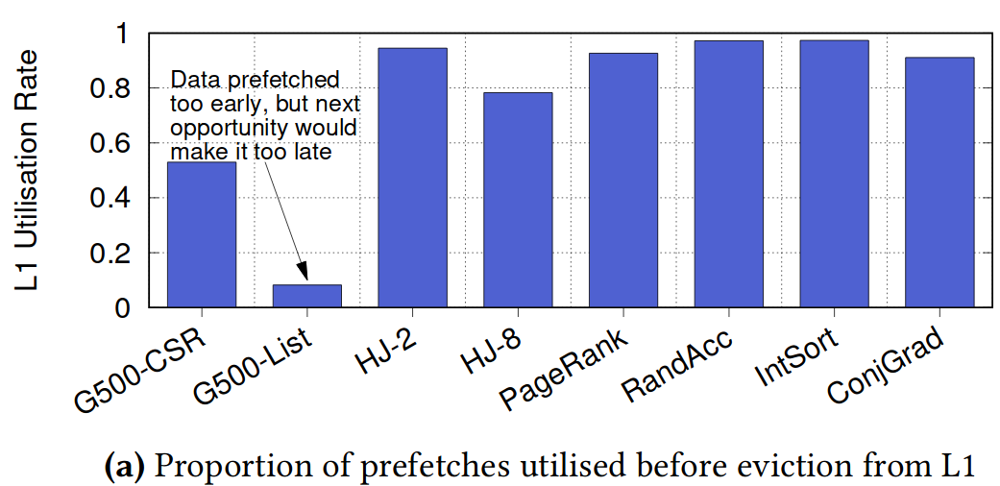 L1 Utilisation Rate
1
0.8
0.6
0.4
0.2
0
Data prefetched
too early, but next
opportunity would
make it too late
G500-CSR
G500-List
HJ-2
HJ-8
PageRank
RandAcc
IntSort
ConjGrad
(a) Proportion of prefetches utilised before eviction from L1